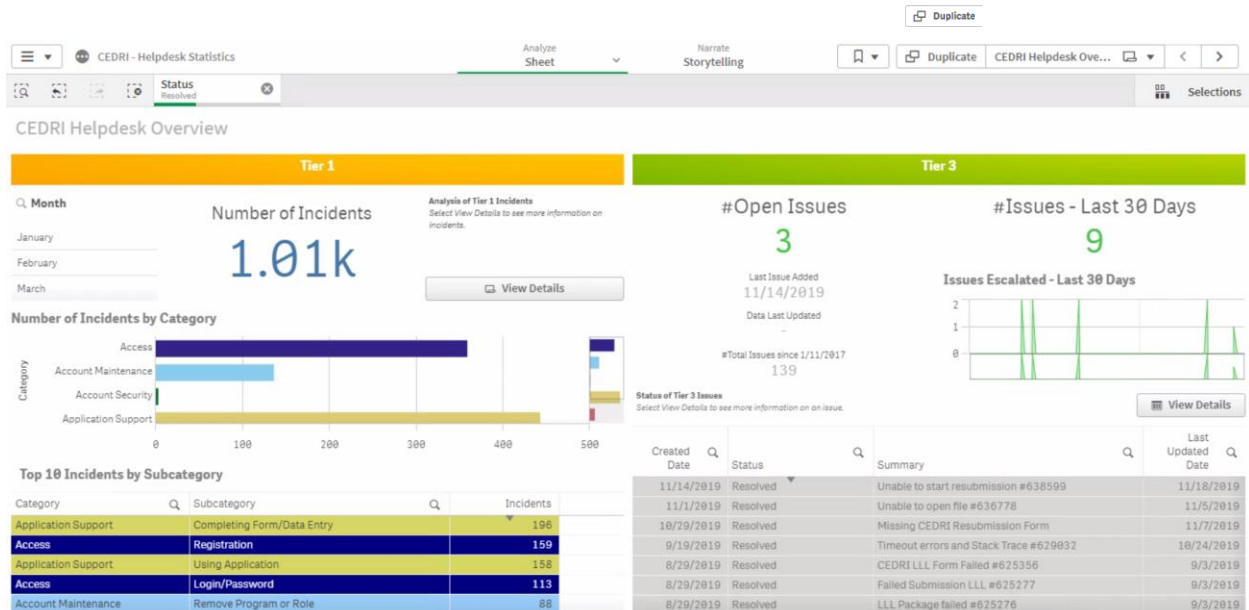 Duplicate
CEDRI - Helpdesk Statistics
Analyze
Sheet
Narrate
Storytelling
Duplicate
CEDRI Helpdesk Ove...
Status
Resolved
Selections
CEDRI Helpdesk Overview
Tier 1
Month
January
February
March
Number of Incidents
1.01k
Analysis of Tier 1 Incidents
Select View Details to see more information on
incidents.
View Details
Number of Incidents by Category
Category
Access
Account Maintenance
Account Security
Application Support
0 100 200 300 400 500
Top 10 Incidents by Subcategory
Category Subcategory Incidents
Application Support Completing Form/Data Entry 196
Access Registration 159
Application Support Using Application 158
Access Login/Password 113
Account Maintenance Remove Program or Role 88
Tier 3
#Open Issues
3
Last Issue Added
11/14/2019
Data Last Updated
-
#Total Issues since 1/11/2017
139
#Issues - Last 30 Days
9
Issues Escalated - Last 30 Days
2
1
0
Status of Tier 3 Issues
Select View Details to see more information on an issue.
View Details
Created Date Status Summary Last Updated Date
11/14/2019 Resolved Unable to start resubmission #638599 11/18/2019
11/1/2019 Resolved Unable to open file #636778 11/5/2019
10/29/2019 Resolved Missing CEDRI Resubmission Form 11/7/2019
9/19/2019 Resolved Timeout errors and Stack Trace #629032 10/24/2019
8/29/2019 Resolved CEDRI LLL Form Failed #625356 9/3/2019
8/29/2019 Resolved Failed Submission LLL #625277 9/3/2019
8/29/2019 Resolved LLL Package failed #625276 9/3/2019